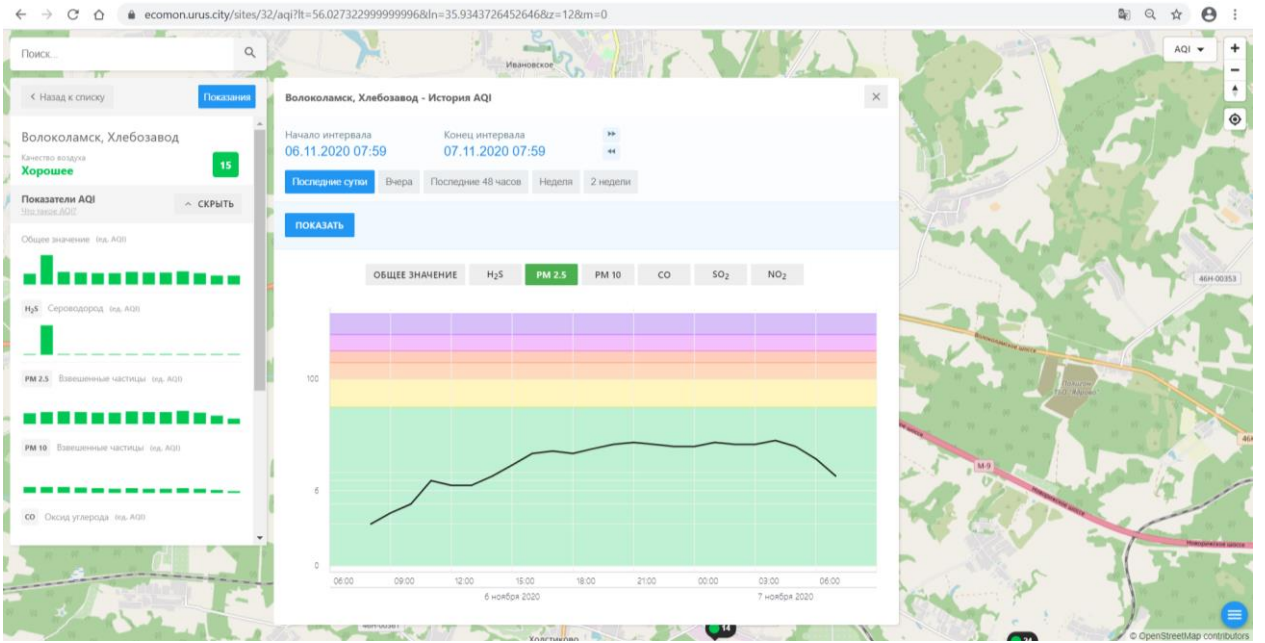 ecomon.urus.city/sites/32/aqi?lt=56.027322999999996&ln=35.9343726452646&z=12&m=0
Поиск...
Ивановское
AQI
+
−
< Назад к списку
Показания
Волоколамск, Хлебозавод - История AQI
×
Волоколамск, Хлебозавод
Качество воздуха
Хорошее
15
Начало интервала
Конец интервала
06.11.2020 07:59
07.11.2020 07:59
Последние сутки
Вчера
Последние 48 часов
Неделя
2 недели
Показатели AQI
Что такое AQI?
СКРЫТЬ
ПОКАЗАТЬ
Общее значение (ед. AQI)
ОБЩЕЕ ЗНАЧЕНИЕ
H₂S
PM 2.5
PM 10
CO
SO₂
NO₂
H₂S Сероводород (ед. AQI)
PM 2.5 Взвешенные частицы (ед. AQI)
PM 10 Взвешенные частицы (ед. AQI)
CO Оксид углерода (ед. AQI)
100
6
0
06:00 09:00 12:00 15:00 18:00 21:00 00:00 03:00 06:00
6 ноября 2020
7 ноября 2020
46Н-00353
Волоколамское шоссе
М-9
Новорижское шоссе
Новорижское шоссе
Холстиково
14
24
© OpenStreetMap contributors